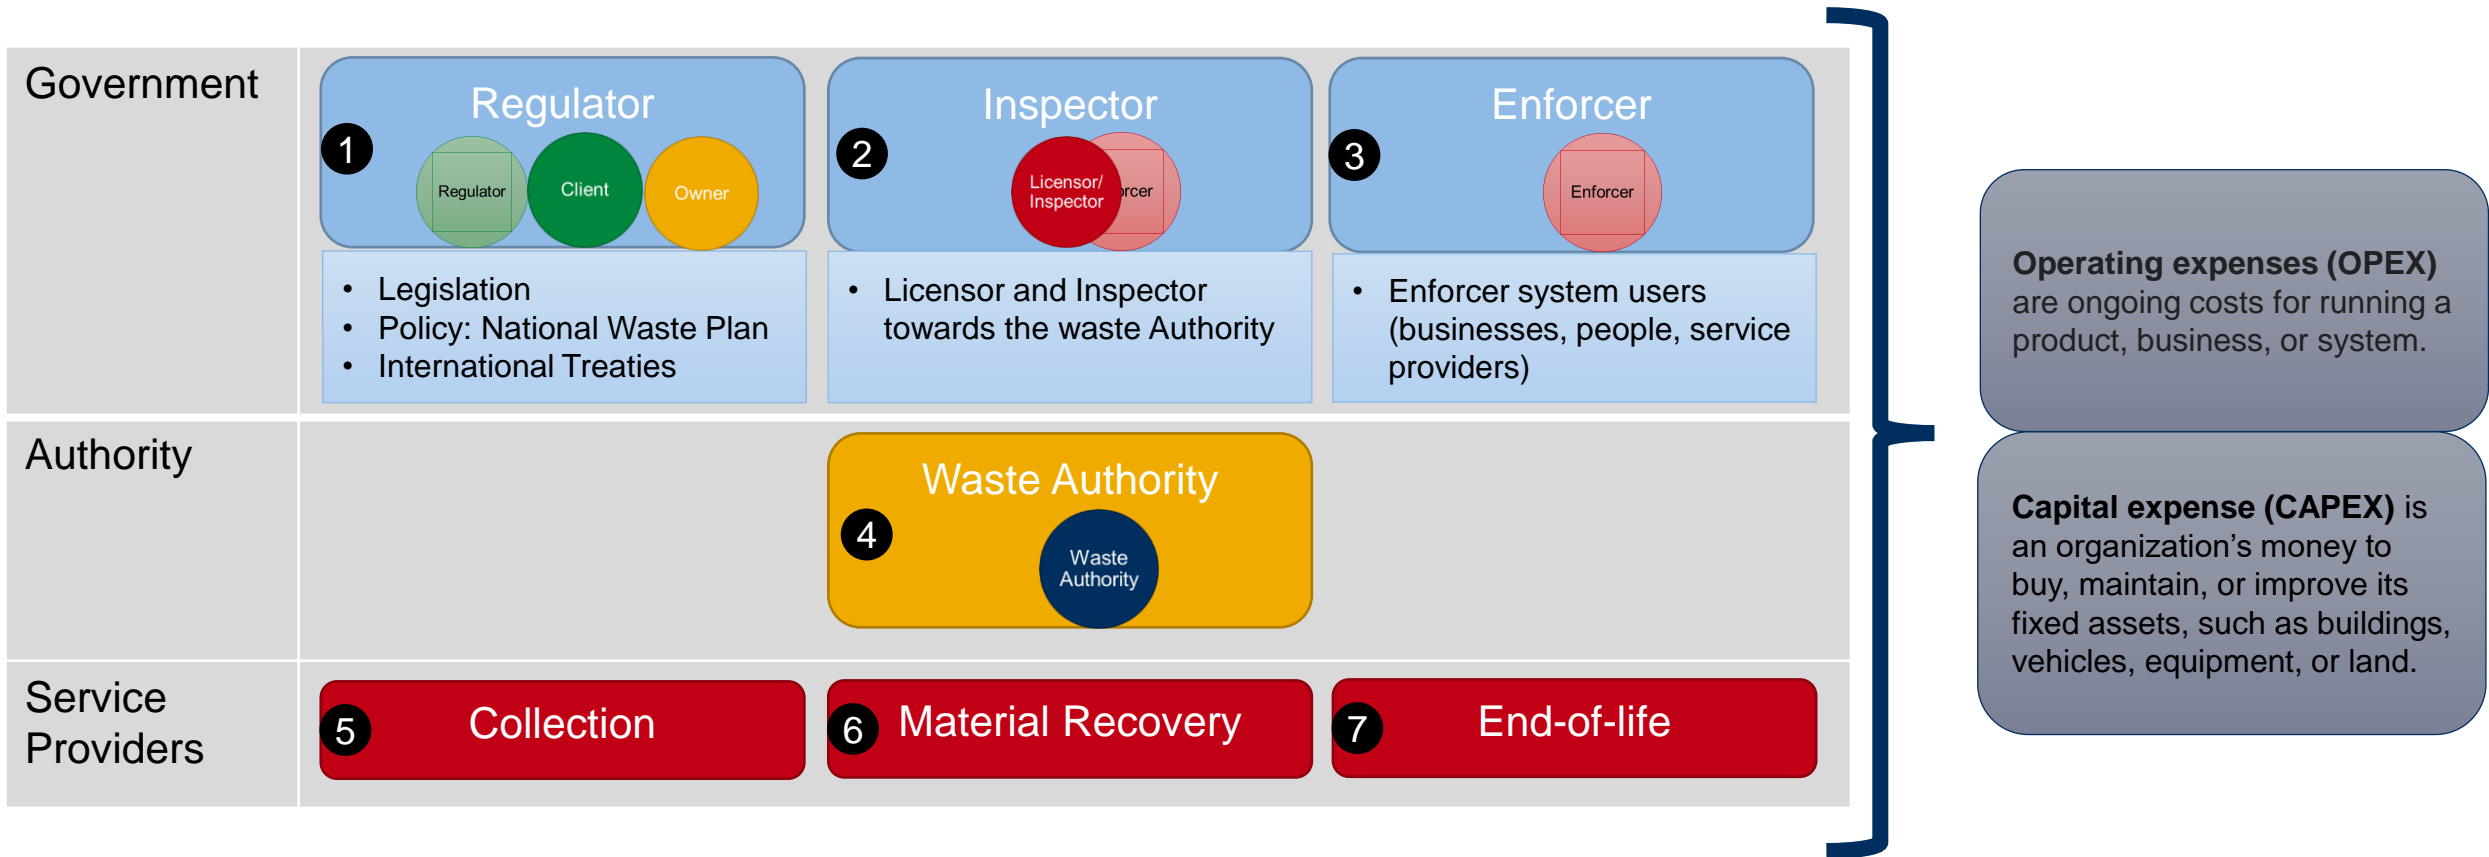 Government
Regulator
1
Regulator
Client
Owner
• Legislation
• Policy: National Waste Plan
• International Treaties
Inspector
2
Licensor/
Inspector
rcer
• Licensor and Inspector
towards the waste Authority
Enforcer
3
Enforcer
• Enforcer system users
(businesses, people, service
providers)
Authority
Waste Authority
4
Waste
Authority
Service
Providers
5
Collection
6
Material Recovery
7
End-of-life
Operating expenses (OPEX)
are ongoing costs for running a
product, business, or system.
Capital expense (CAPEX) is
an organization’s money to
buy, maintain, or improve its
fixed assets, such as buildings,
vehicles, equipment, or land.